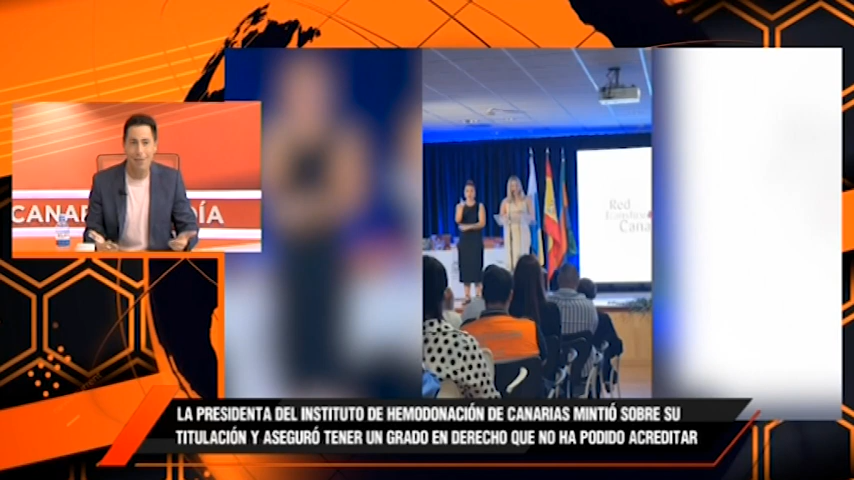 CANAR
DÍA
Red
Cana
LA PRESIDENTA DEL INSTITUTO DE HEMODONACIÓN DE CANARIAS MINTIÓ SOBRE SU
TITULACIÓN Y ASEGURÓ TENER UN GRADO EN DERECHO QUE NO HA PODIDO ACREDITAR